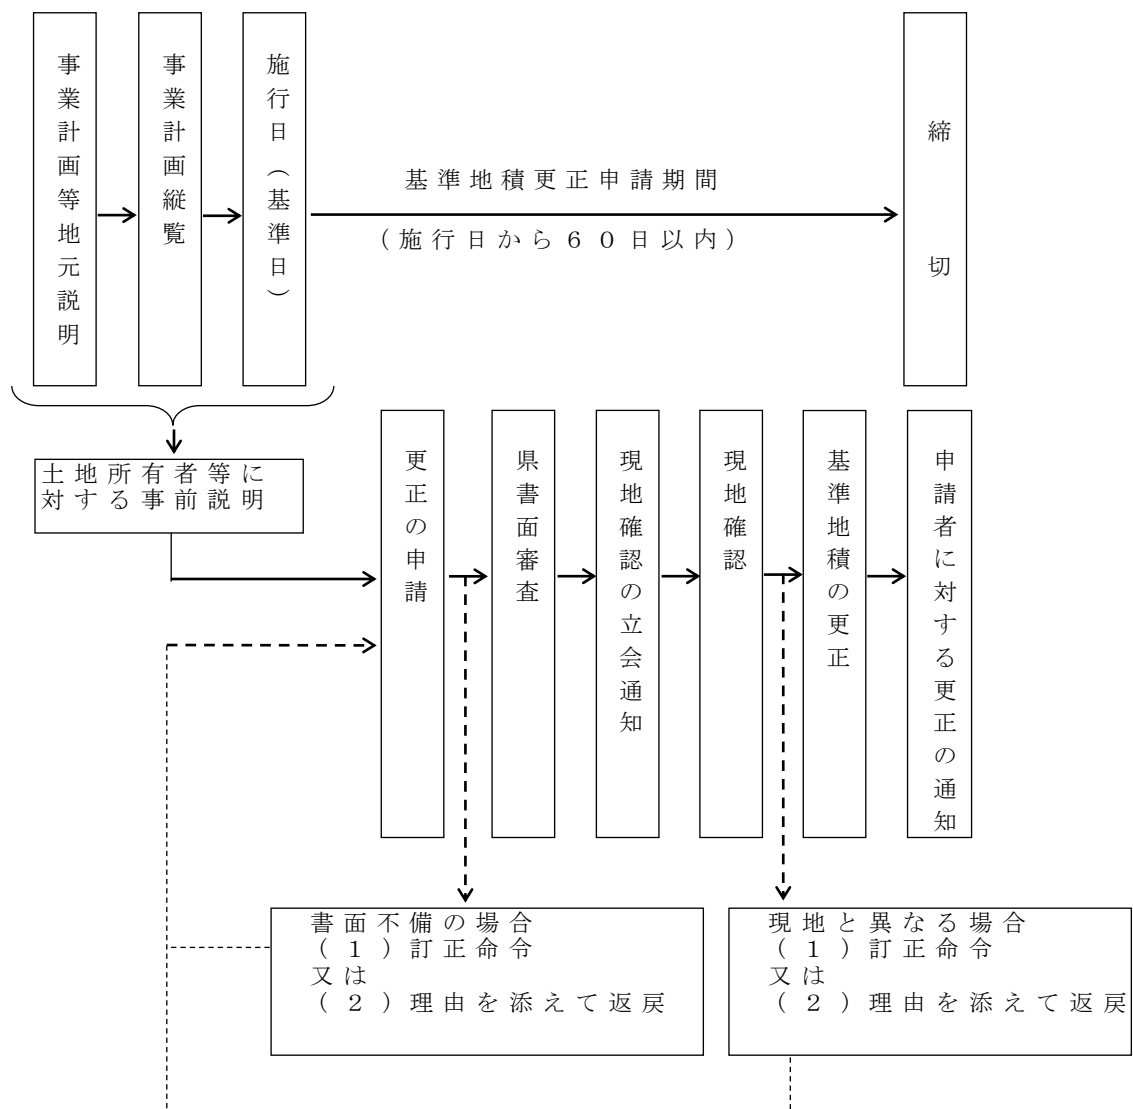 事業計画等地元説明
事業計画縦覧
施行日（基準日）
基準地積更正申請期間
（施行日から６０日以内）
締切
土地所有者等に
対する事前説明
更正の申請
県書面審査
現地確認の立会通知
現地確認
基準地積の更正
申請者に対する更正の通知
書面不備の場合
（１）訂正命令
又は
（２）理由を添えて返戻
現地と異なる場合
（１）訂正命令
又は
（２）理由を添えて返戻